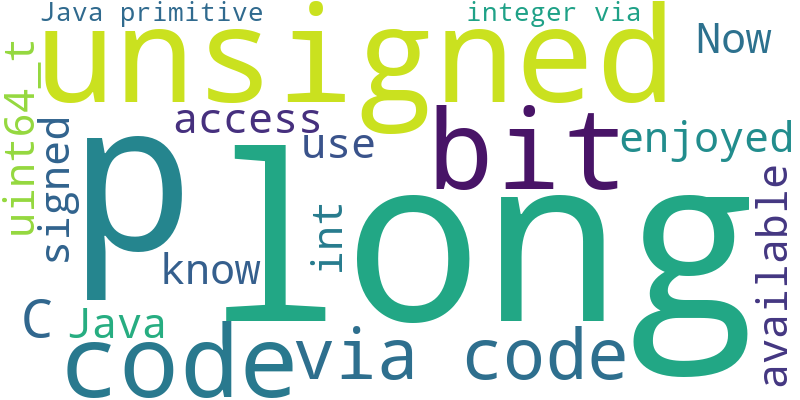 Java primitive
integer via
unsigned
Now
uint64_t
access
bit
signed
p
use
enjoyed
long
int
know
available
C
Java
code
via code